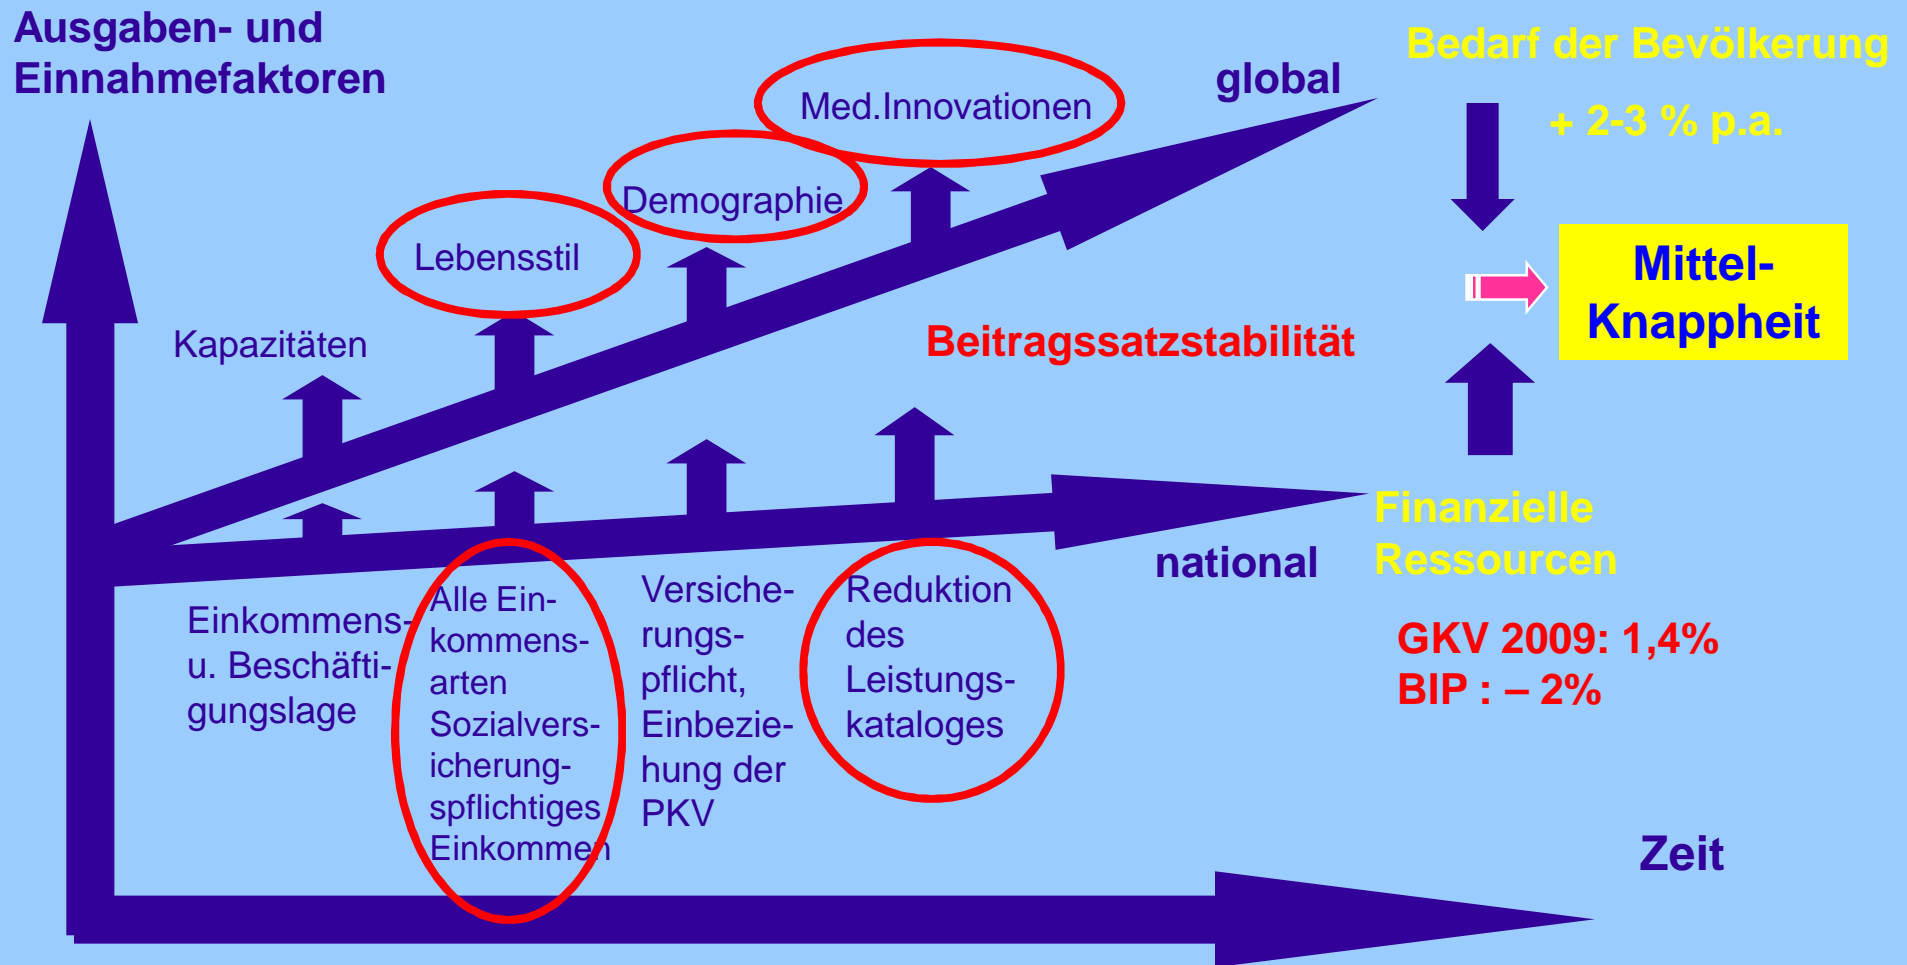 Ausgaben- und
Einnahmefaktoren
Bedarf der Bevölkerung
+ 2-3 % p.a.
global
Med.Innovationen
Demographie
Lebensstil
Kapazitäten
Mittel-
Knappheit
Beitragssatzstabilität
Finanzielle
Ressourcen
national
GKV 2009: 1,4%
BIP : – 2%
Einkommens-
u. Beschäfti-
gungslage
Alle Ein-
kommens-
arten
Sozialvers-
icherung-
spflichtiges
Einkommen
Versiche-
rungs-
pflicht,
Einbezie-
hung der
PKV
Reduktion
des
Leistungs-
kataloges
Zeit